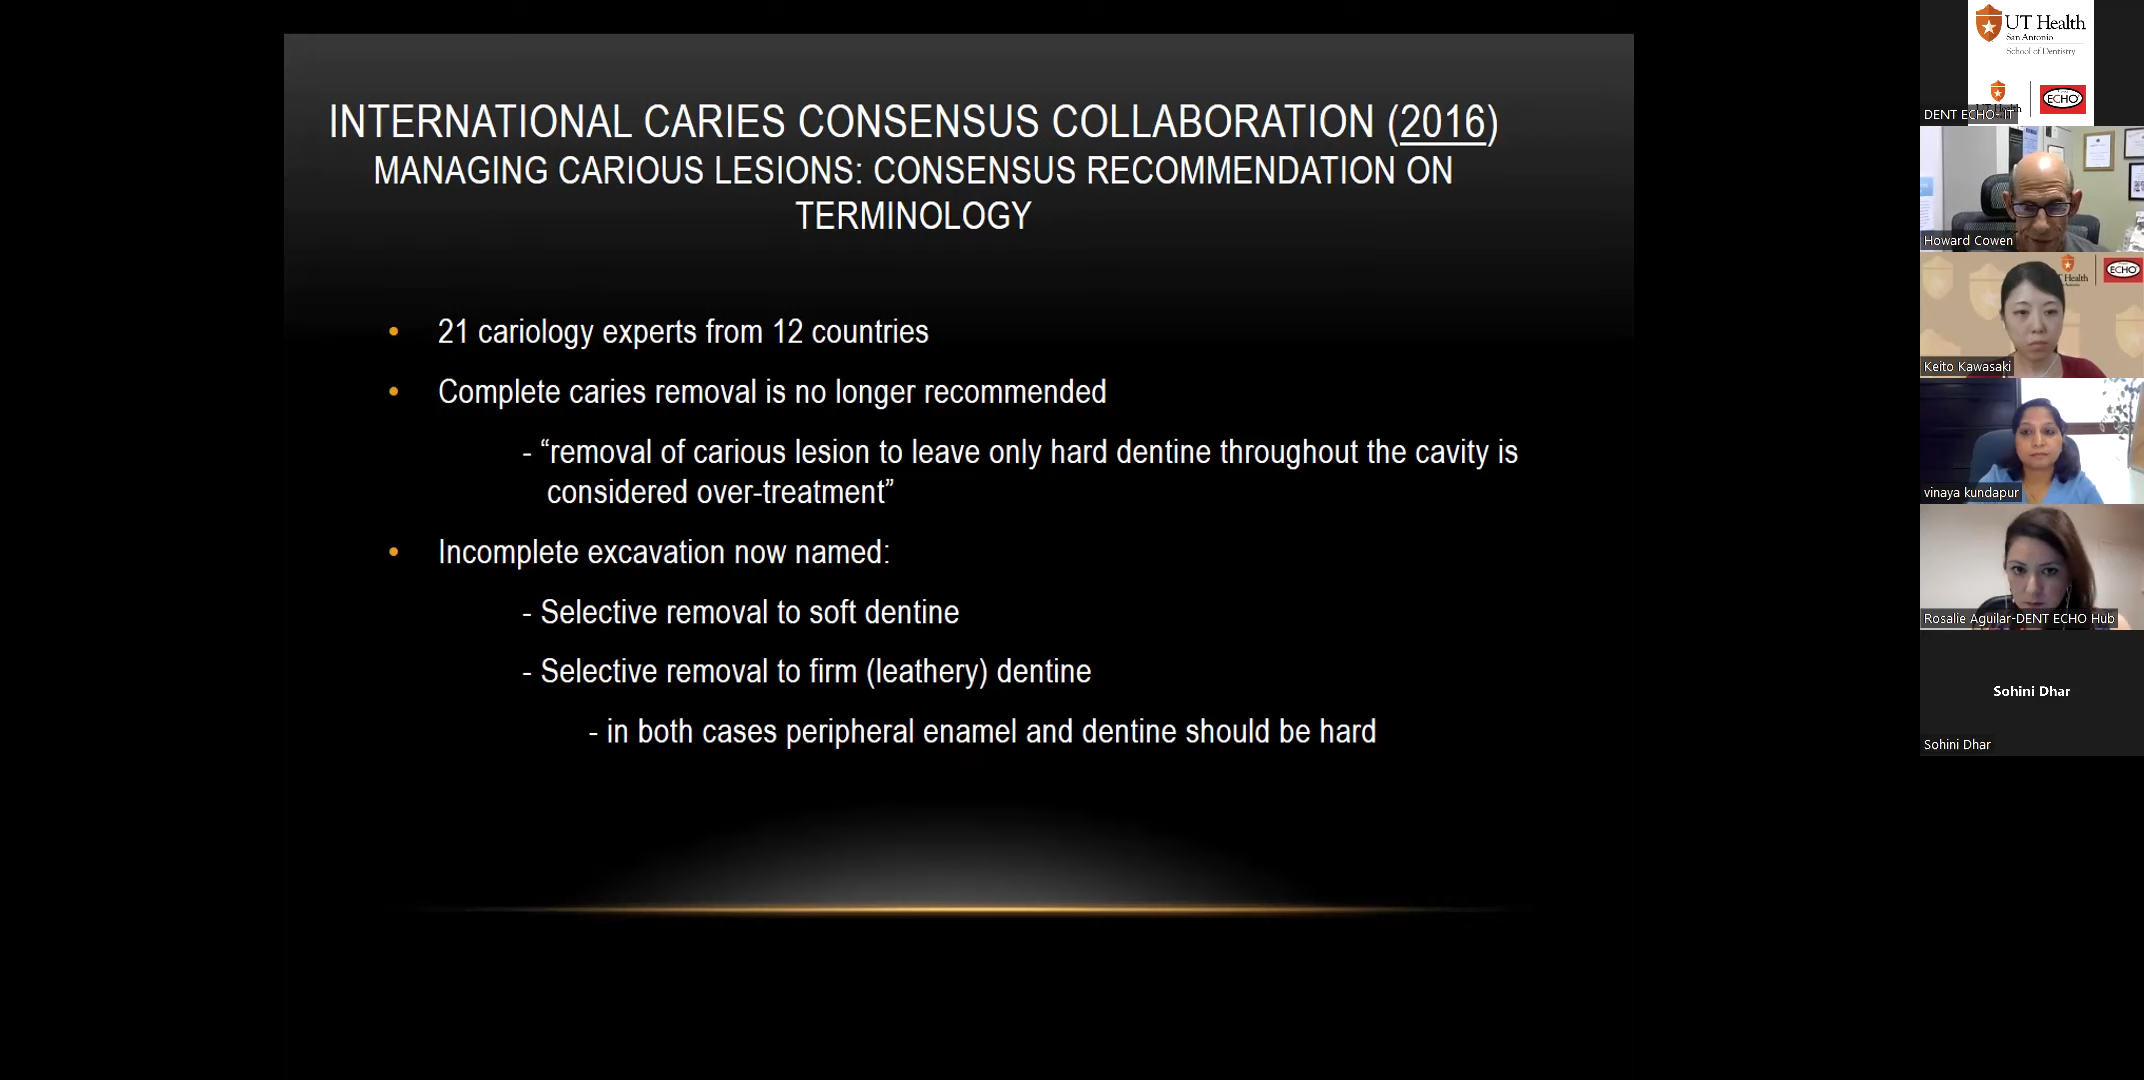 INTERNATIONAL CARIES CONSENSUS COLLABORATION (2016)
MANAGING CARIOUS LESIONS: CONSENSUS RECOMMENDATION ON
TERMINOLOGY
• 21 cariology experts from 12 countries
• Complete caries removal is no longer recommended
- “removal of carious lesion to leave only hard dentine throughout the cavity is
considered over-treatment”
• Incomplete excavation now named:
- Selective removal to soft dentine
- Selective removal to firm (leathery) dentine
- in both cases peripheral enamel and dentine should be hard
UT Health
San Antonio
School of Dentistry
ECHO
DENT ECHO- IT
Howard Cowen
Health
ECHO
Keito Kawasaki
vinaya kundapur
Rosalie Aguilar-DENT ECHO Hub
Sohini Dhar
Sohini Dhar